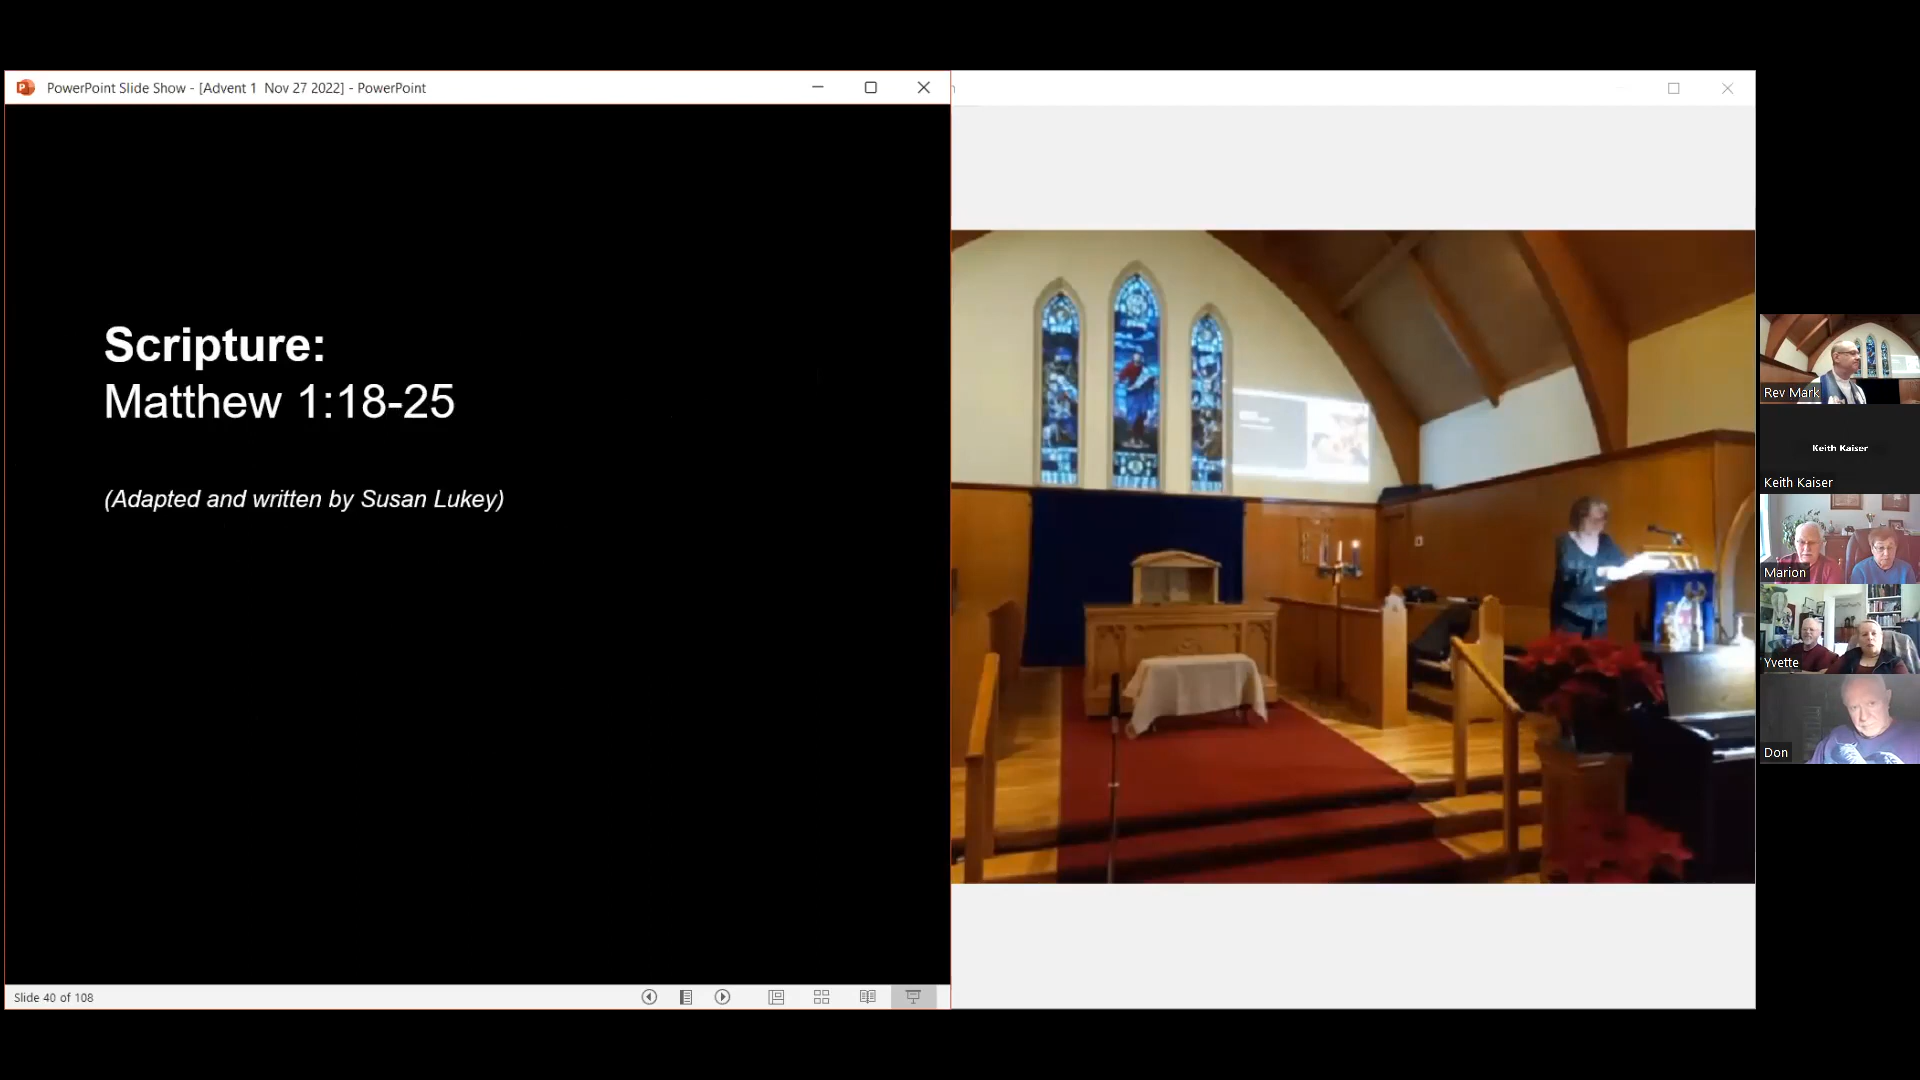 PowerPoint Slide Show - [Advent 1 Nov 27 2022] - PowerPoint
Scripture:
Matthew 1:18-25
(Adapted and written by Susan Lukey)
Slide 40 of 108
Rev Mark
Keith Kaiser
Keith Kaiser
Marion
Yvette
Don